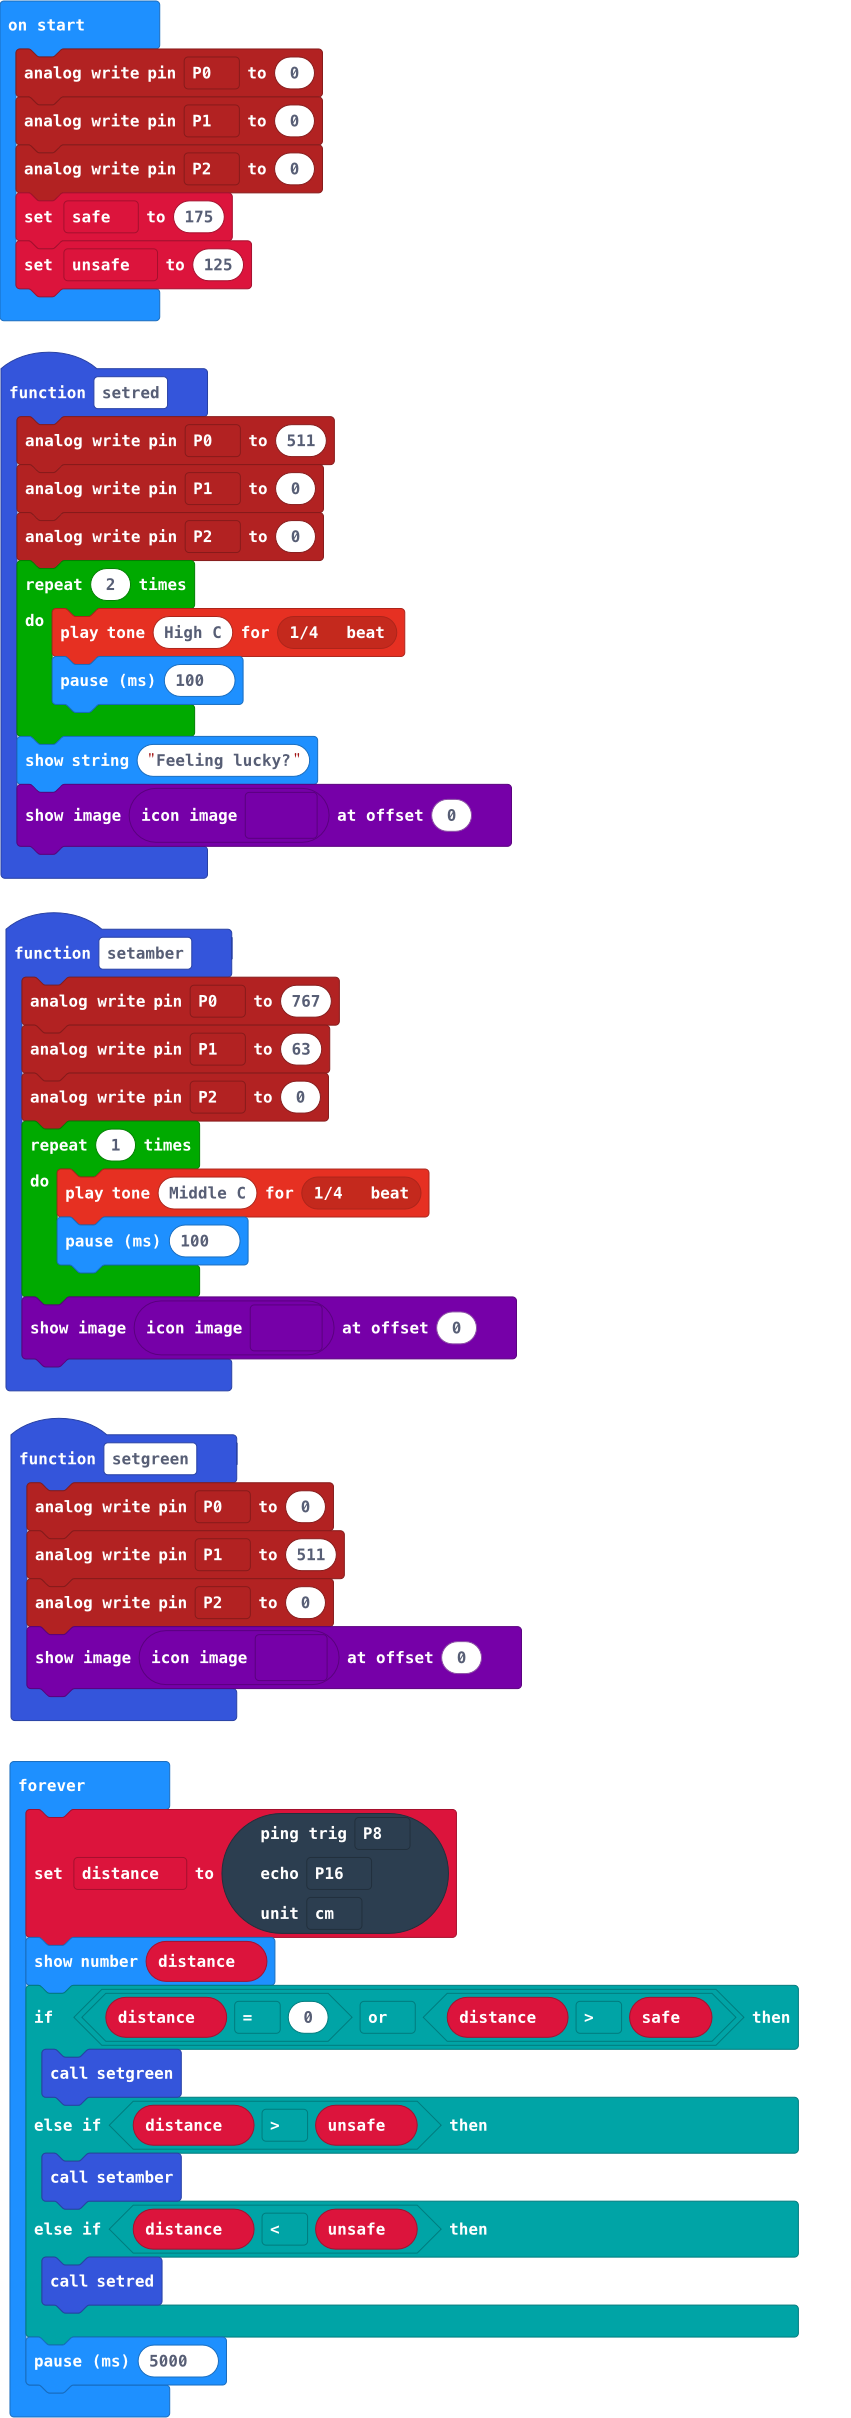 on start
analog write pin P0 to 0
analog write pin P1 to 0
analog write pin P2 to 0
set safe to 175
set unsafe to 125
function setred
analog write pin P0 to 511
analog write pin P1 to 0
analog write pin P2 to 0
repeat 2 times
do
play tone High C for 1/4 beat
pause (ms) 100
show string "Feeling lucky?"
show image icon image at offset 0
function setamber
analog write pin P0 to 767
analog write pin P1 to 63
analog write pin P2 to 0
repeat 1 times
do
play tone Middle C for 1/4 beat
pause (ms) 100
show image icon image at offset 0
function setgreen
analog write pin P0 to 0
analog write pin P1 to 511
analog write pin P2 to 0
show image icon image at offset 0
forever
ping trig P8
set distance to echo P16
unit cm
show number distance
if distance = 0 or distance > safe then
call setgreen
else if distance > unsafe then
call setamber
else if distance < unsafe then
call setred
pause (ms) 5000